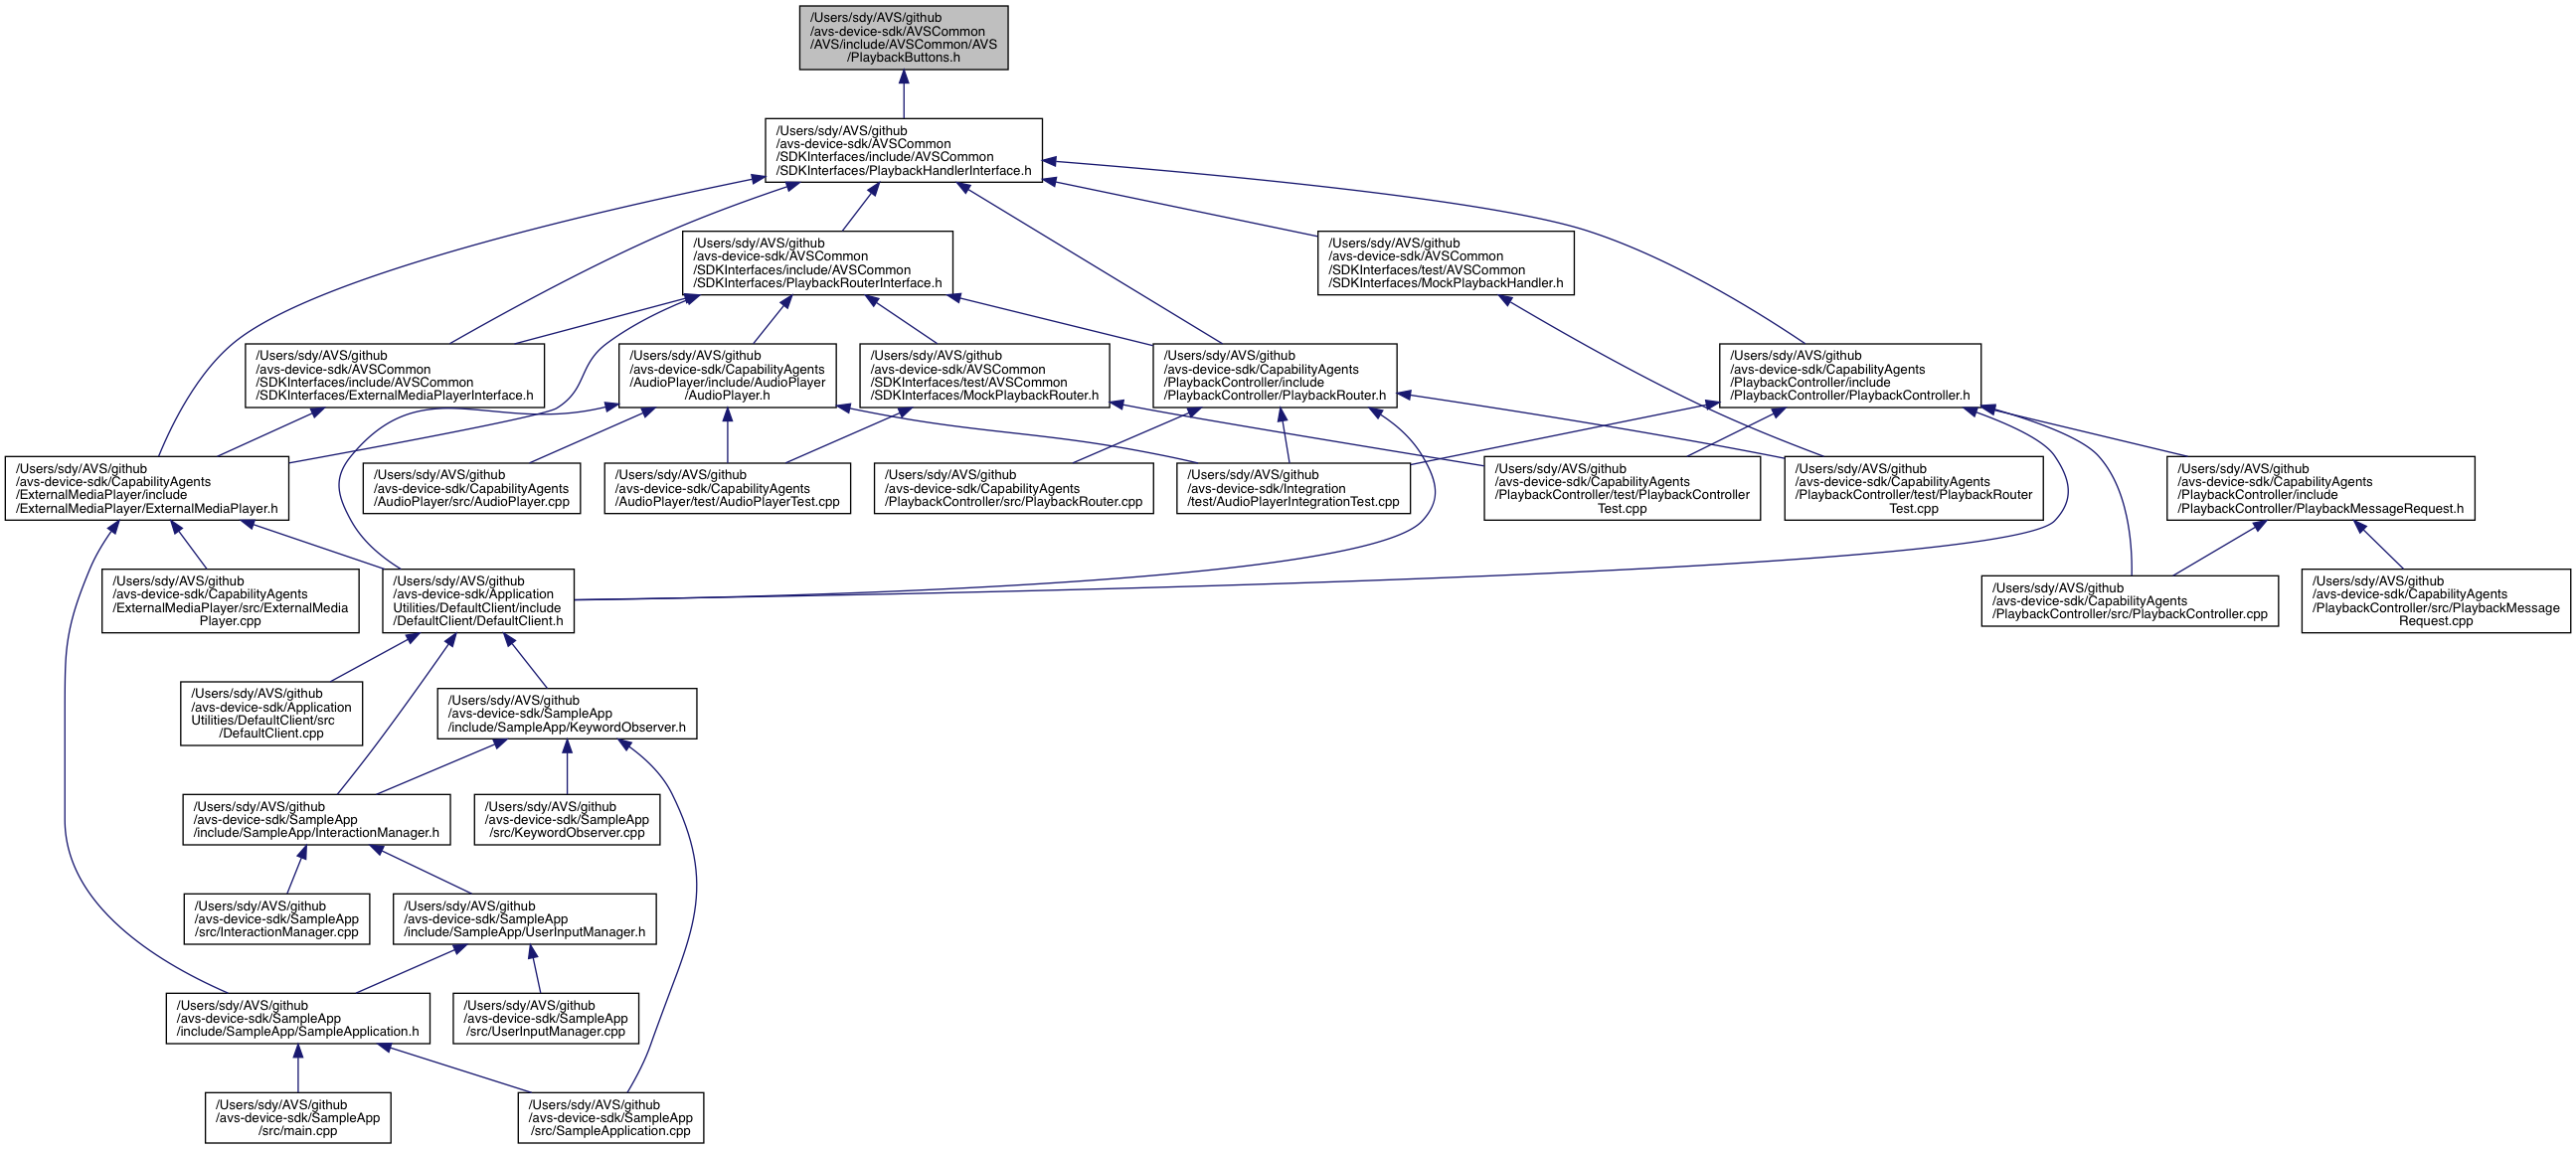 /Users/sdy/AVS/github
/avs-device-sdk/AVSCommon
/AVS/include/AVSCommon/AVS
/PlaybackButtons.h
/Users/sdy/AVS/github
/avs-device-sdk/AVSCommon
/SDKInterfaces/include/AVSCommon
/SDKInterfaces/PlaybackHandlerInterface.h
/Users/sdy/AVS/github
/avs-device-sdk/AVSCommon
/SDKInterfaces/include/AVSCommon
/SDKInterfaces/PlaybackRouterInterface.h
/Users/sdy/AVS/github
/avs-device-sdk/AVSCommon
/SDKInterfaces/test/AVSCommon
/SDKInterfaces/MockPlaybackHandler.h
/Users/sdy/AVS/github
/avs-device-sdk/AVSCommon
/SDKInterfaces/include/AVSCommon
/SDKInterfaces/ExternalMediaPlayerInterface.h
/Users/sdy/AVS/github
/avs-device-sdk/CapabilityAgents
/AudioPlayer/include/AudioPlayer
/AudioPlayer.h
/Users/sdy/AVS/github
/avs-device-sdk/AVSCommon
/SDKInterfaces/test/AVSCommon
/SDKInterfaces/MockPlaybackRouter.h
/Users/sdy/AVS/github
/avs-device-sdk/CapabilityAgents
/PlaybackController/include
/PlaybackController/PlaybackRouter.h
/Users/sdy/AVS/github
/avs-device-sdk/CapabilityAgents
/PlaybackController/include
/PlaybackController/PlaybackController.h
/Users/sdy/AVS/github
/avs-device-sdk/CapabilityAgents
/ExternalMediaPlayer/include
/ExternalMediaPlayer/ExternalMediaPlayer.h
/Users/sdy/AVS/github
/avs-device-sdk/CapabilityAgents
/AudioPlayer/src/AudioPlayer.cpp
/Users/sdy/AVS/github
/avs-device-sdk/CapabilityAgents
/AudioPlayer/test/AudioPlayerTest.cpp
/Users/sdy/AVS/github
/avs-device-sdk/CapabilityAgents
/PlaybackController/src/PlaybackRouter.cpp
/Users/sdy/AVS/github
/avs-device-sdk/Integration
/test/AudioPlayerIntegrationTest.cpp
/Users/sdy/AVS/github
/avs-device-sdk/CapabilityAgents
/PlaybackController/test/PlaybackController
Test.cpp
/Users/sdy/AVS/github
/avs-device-sdk/CapabilityAgents
/PlaybackController/test/PlaybackRouter
Test.cpp
/Users/sdy/AVS/github
/avs-device-sdk/CapabilityAgents
/PlaybackController/include
/PlaybackController/PlaybackMessageRequest.h
/Users/sdy/AVS/github
/avs-device-sdk/CapabilityAgents
/ExternalMediaPlayer/src/ExternalMedia
Player.cpp
/Users/sdy/AVS/github
/avs-device-sdk/Application
Utilities/DefaultClient/include
/DefaultClient/DefaultClient.h
/Users/sdy/AVS/github
/avs-device-sdk/CapabilityAgents
/PlaybackController/src/PlaybackController.cpp
/Users/sdy/AVS/github
/avs-device-sdk/CapabilityAgents
/PlaybackController/src/PlaybackMessage
Request.cpp
/Users/sdy/AVS/github
/avs-device-sdk/Application
Utilities/DefaultClient/src
/DefaultClient.cpp
/Users/sdy/AVS/github
/avs-device-sdk/SampleApp
/include/SampleApp/KeywordObserver.h
/Users/sdy/AVS/github
/avs-device-sdk/SampleApp
/include/SampleApp/InteractionManager.h
/Users/sdy/AVS/github
/avs-device-sdk/SampleApp
/src/KeywordObserver.cpp
/Users/sdy/AVS/github
/avs-device-sdk/SampleApp
/src/InteractionManager.cpp
/Users/sdy/AVS/github
/avs-device-sdk/SampleApp
/include/SampleApp/UserInputManager.h
/Users/sdy/AVS/github
/avs-device-sdk/SampleApp
/include/SampleApp/SampleApplication.h
/Users/sdy/AVS/github
/avs-device-sdk/SampleApp
/src/UserInputManager.cpp
/Users/sdy/AVS/github
/avs-device-sdk/SampleApp
/src/main.cpp
/Users/sdy/AVS/github
/avs-device-sdk/SampleApp
/src/SampleApplication.cpp